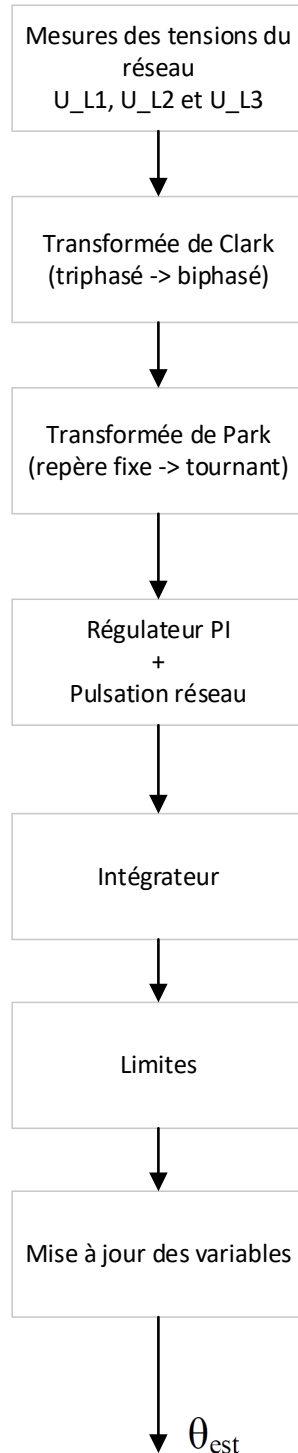 Mesures des tensions du
réseau
U_L1, U_L2 et U_L3
Transformée de Clark
(triphasé -> biphasé)
Transformée de Park
(repère fixe -> tournant)
Régulateur PI
+
Pulsation réseau
Intégrateur
Limites
Mise à jour des variables
θest